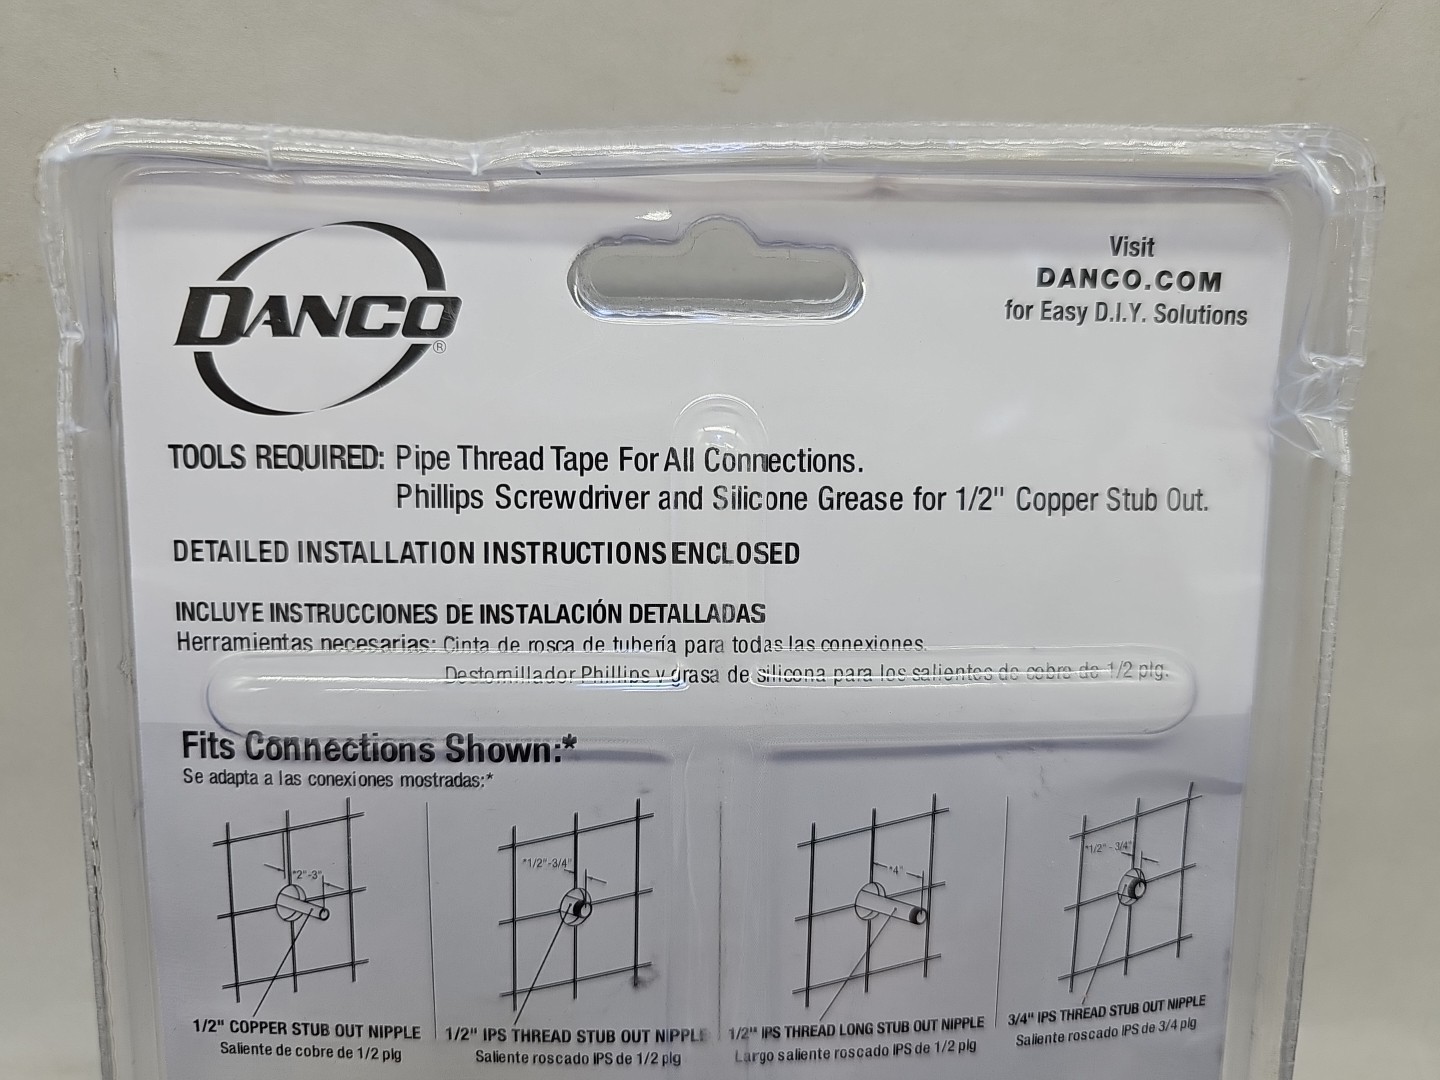 DANCO®
Visit
DANCO.COM
for Easy D.I.Y. Solutions
TOOLS REQUIRED: Pipe Thread Tape For All Connections.
Phillips Screwdriver and Silicone Grease for 1/2" Copper Stub Out.
DETAILED INSTALLATION INSTRUCTIONS ENCLOSED
INCLUYE INSTRUCCIONES DE INSTALACIÓN DETALLADAS
Herramientas necesarias: Cinta de rosca de tubería para todas las conexiones.
Destornillador Phillips y grasa de silicona para los salientes de cobre de 1/2 plg.
Fits Connections Shown:*
Se adapta a las conexiones mostradas:*
*2"-3"
*1/2"-3/4"
*4"
*1/2" - 3/4"
1/2" COPPER STUB OUT NIPPLE
Saliente de cobre de 1/2 plg
1/2" IPS THREAD STUB OUT NIPPLE
Saliente roscado IPS de 1/2 plg
1/2" IPS THREAD LONG STUB OUT NIPPLE
Largo saliente roscado IPS de 1/2 plg
3/4" IPS THREAD STUB OUT NIPPLE
Saliente roscado IPS de 3/4 plg